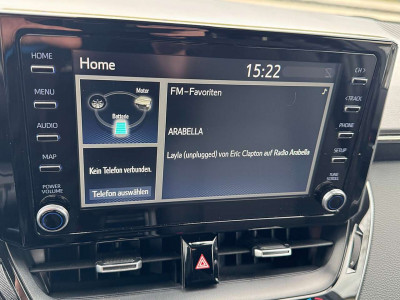 HOME
MENU
AUDIO
MAP
POWER
VOLUME
Home
15:22
Motor
Batterie
Kein Telefon verbunden.
Telefon auswählen
FM-Favoriten
ARABELLA
Layla (unplugged) von Eric Clapton auf Radio Arabella
CH
TRACK
PHONE
SETUP
TUNE
SCROLL